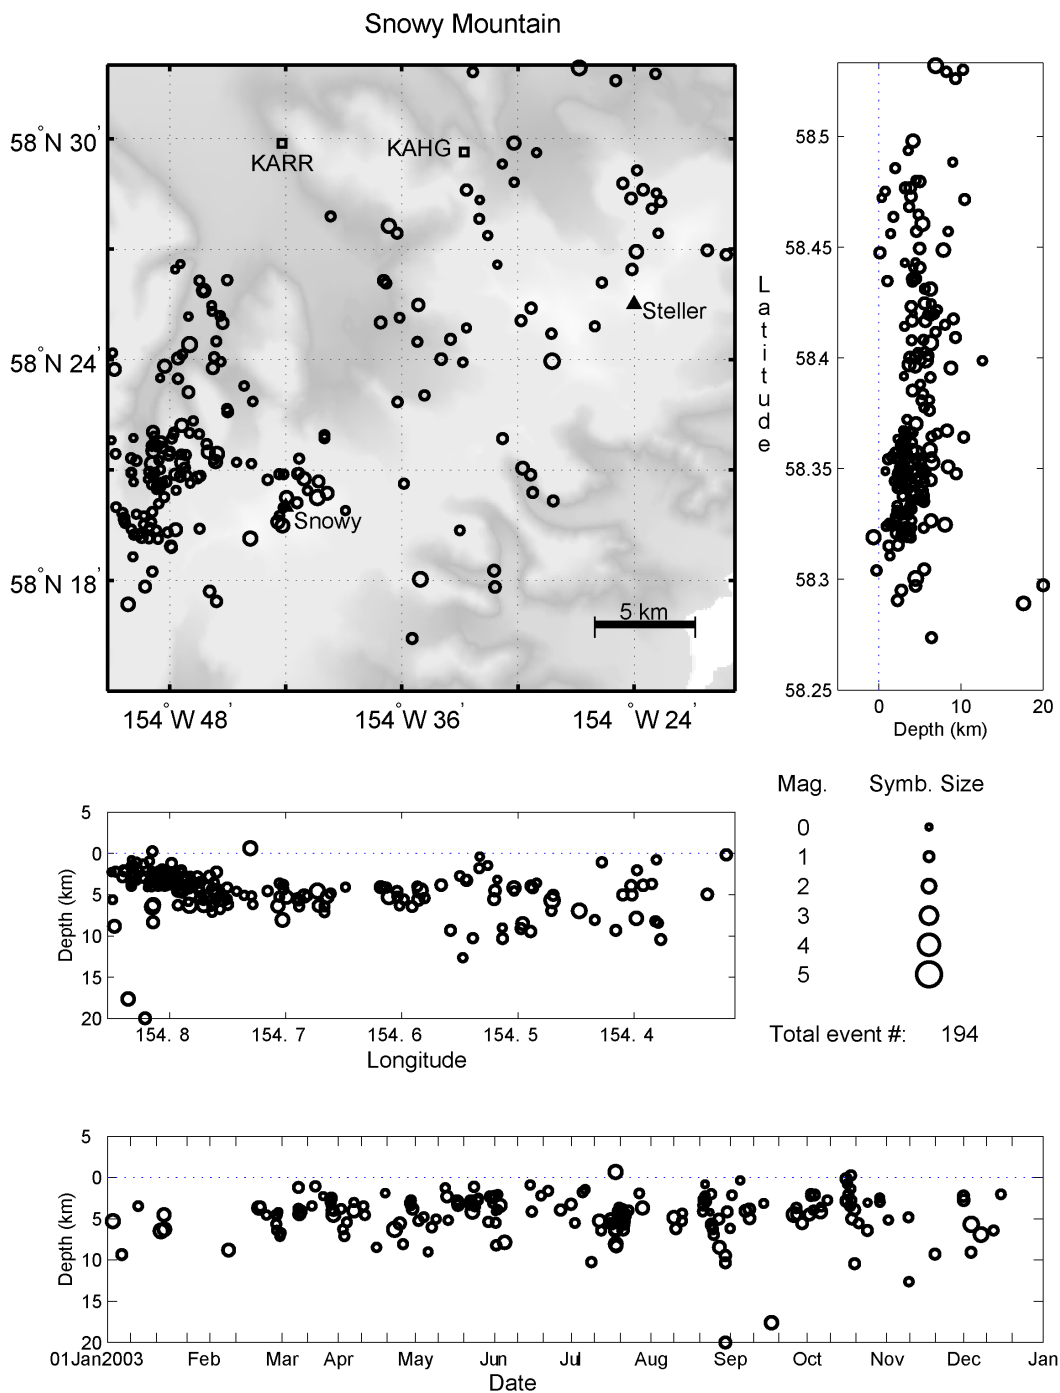 Snowy Mountain
58°N 30'
58°N 24'
58°N 18'
KARR
KAHG
Steller
Snowy
5 km
154°W 48'
154°W 36'
154°W 24'
58.5
58.45
58.4
58.35
58.3
58.25
Latitude
0 10 20
Depth (km)
5
0
5
10
15
20
Depth (km)
154. 8 154. 7 154. 6 154. 5 154. 4
Longitude
Mag. Symb. Size
0
1
2
3
4
5
Total event #: 194
5
0
5
10
15
20
Depth (km)
01Jan2003 Feb Mar Apr May Jun Jul Aug Sep Oct Nov Dec Jan
Date